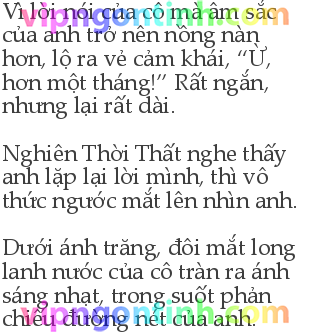 Vì lời nói của cô mà âm sắc
của anh trở nên nồng nàn
hơn, lộ ra vẻ cảm khái, “Ừ,
hơn một tháng!” Rất ngắn,
nhưng lại rất dài.
Nghiên Thời Thất nghe thấy
anh lặp lại lời mình, thì vô
thức ngước mắt lên nhìn anh.
Dưới ánh trăng, đôi mắt long
lanh nước của cô tràn ra ánh
sáng nhạt, trong suốt phản
chiếu đường nét của anh.